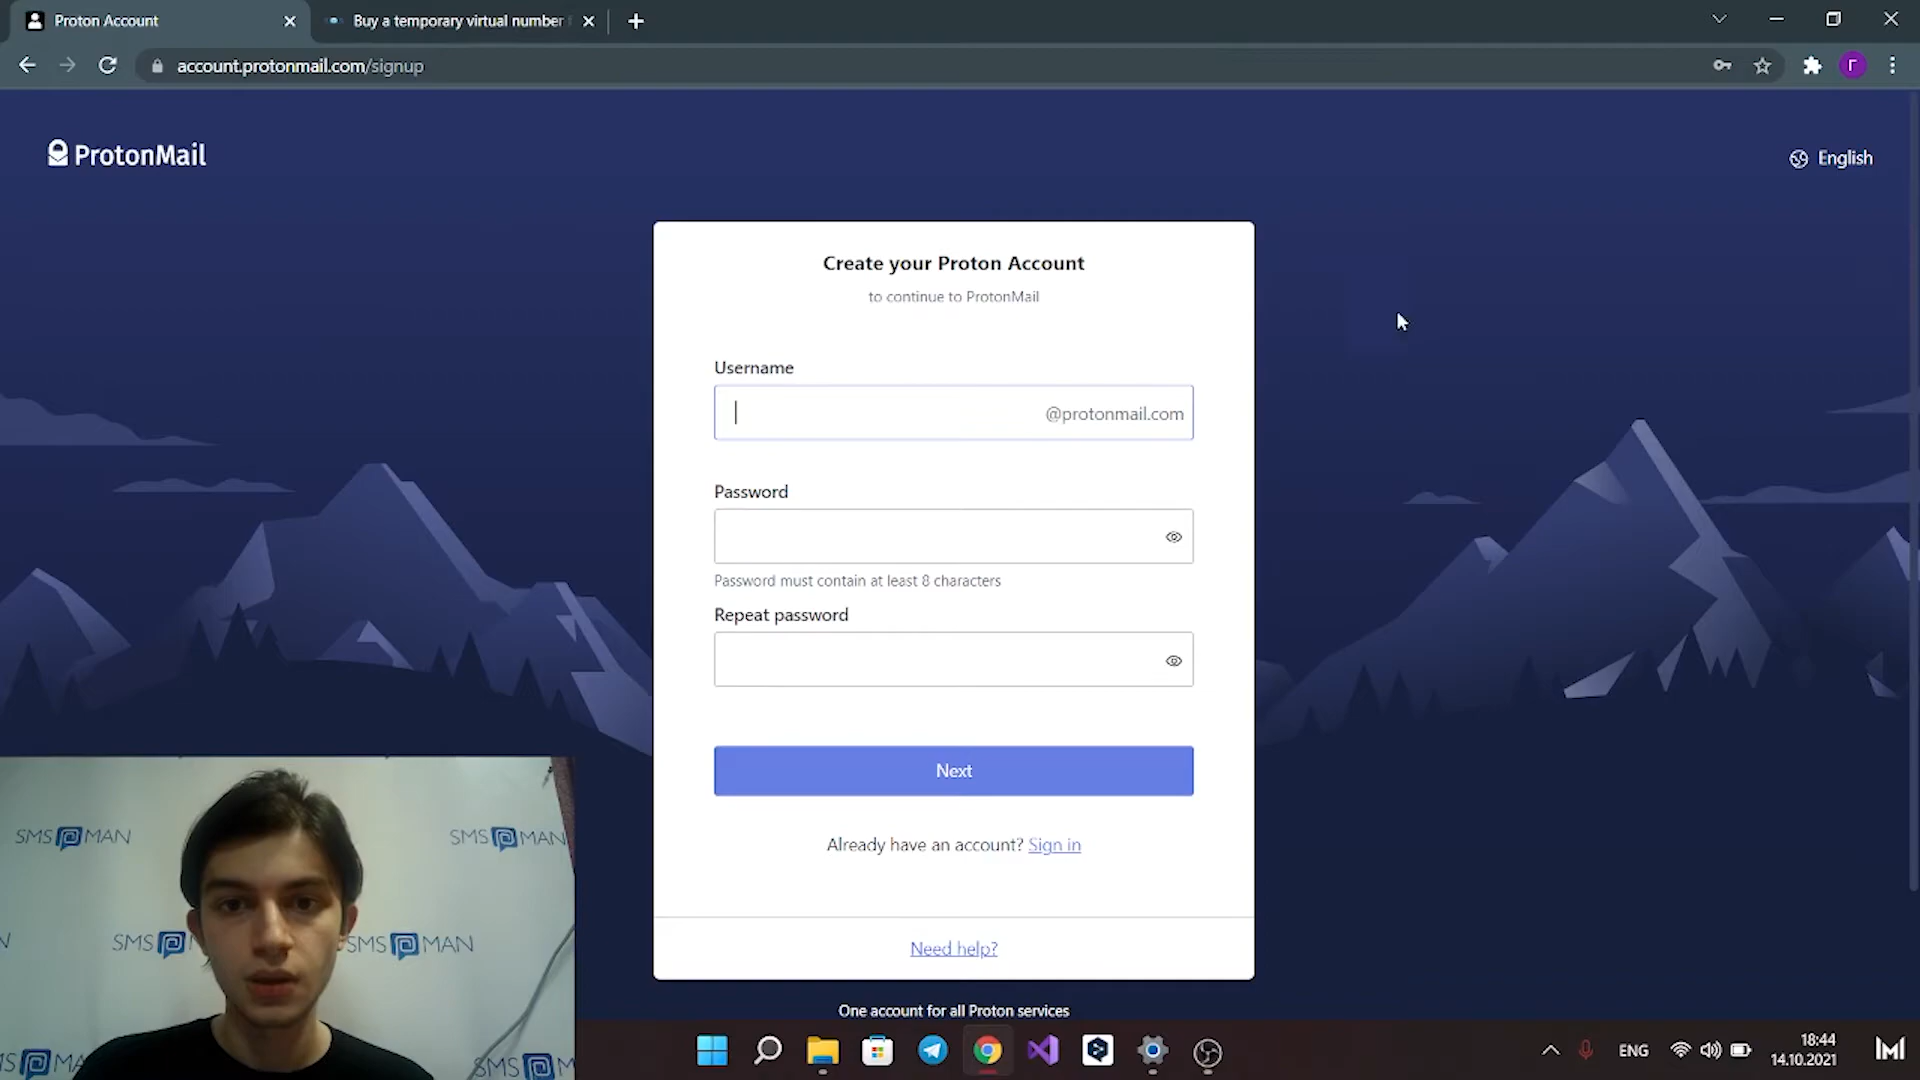 Proton Account
Buy a temporary virtual number
account.protonmail.com/signup
Г
ProtonMail
English
Create your Proton Account
to continue to ProtonMail
Username
@protonmail.com
Password
Password must contain at least 8 characters
Repeat password
Next
Already have an account? Sign in
Need help?
One account for all Proton services
SMS MAN
SMS MAN
SMS
SMS MAN
SMS MA
SMS M
ENG
18:44
14.10.2021